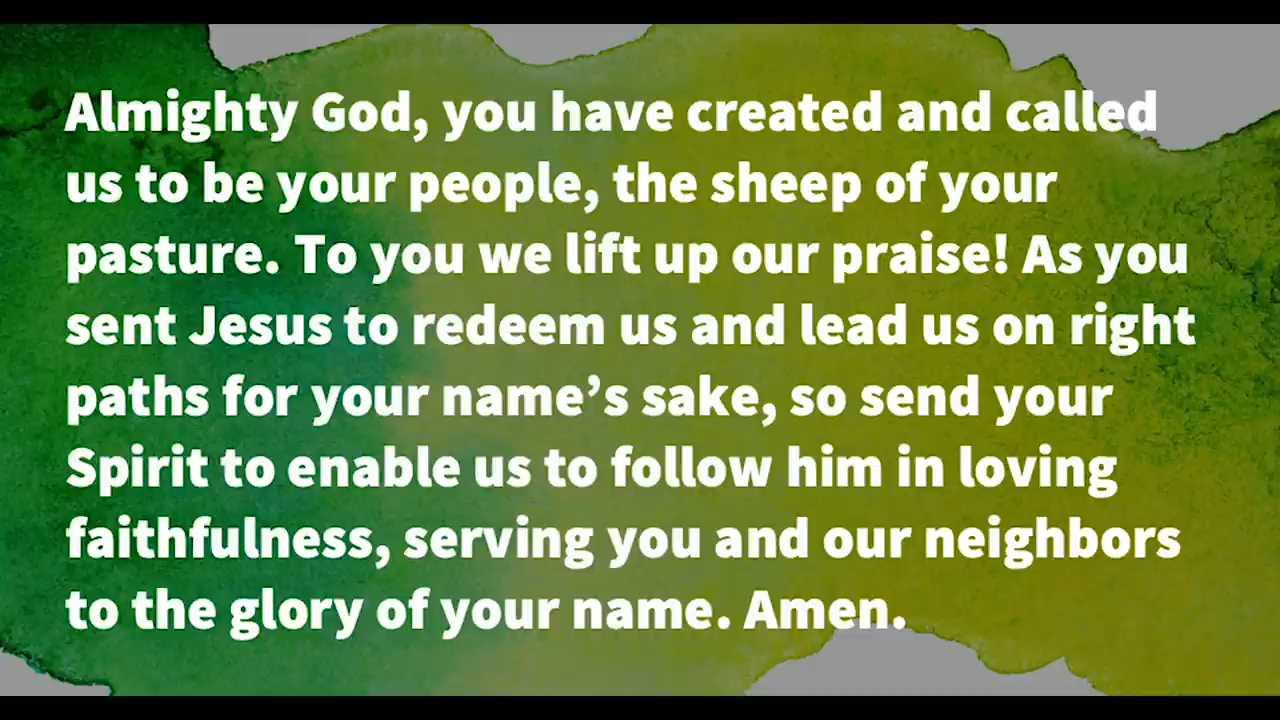 Almighty God, you have created and called
us to be your people, the sheep of your
pasture. To you we lift up our praise! As you
sent Jesus to redeem us and lead us on right
paths for your name’s sake, so send your
Spirit to enable us to follow him in loving
faithfulness, serving you and our neighbors
to the glory of your name. Amen.